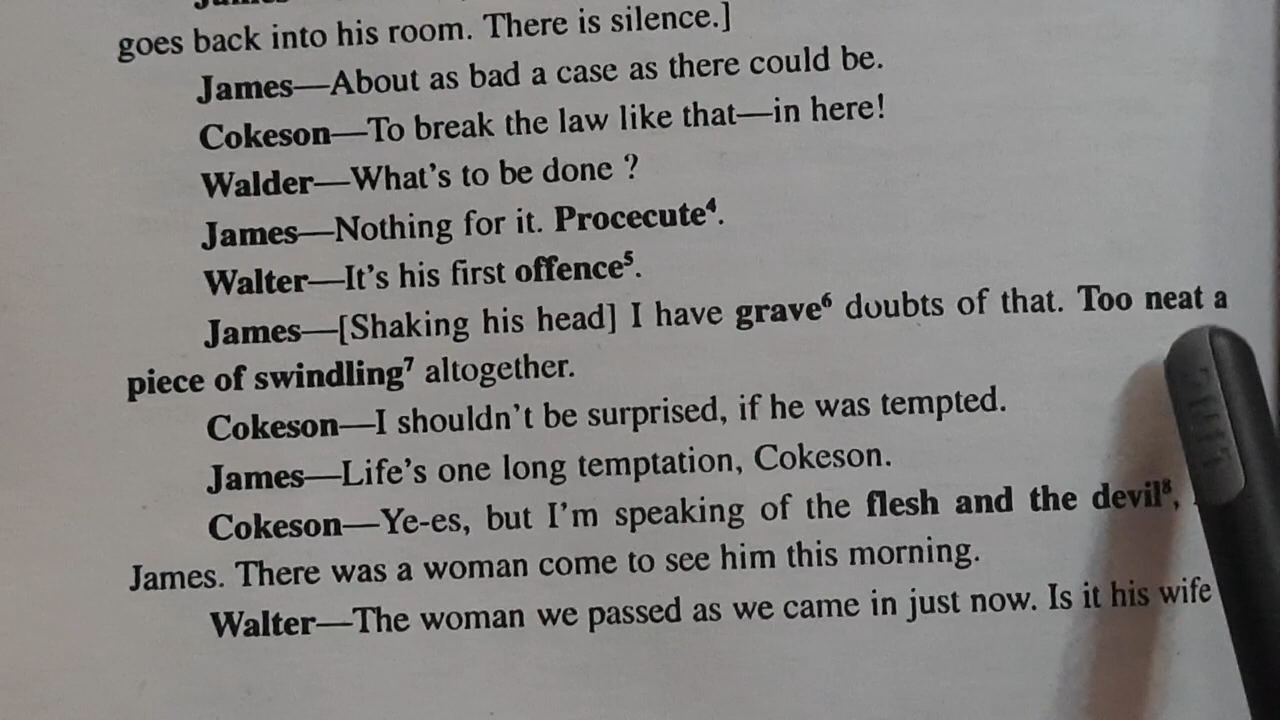 goes back into his room. There is silence.]
James—About as bad a case as there could be.
Cokeson—To break the law like that—in here!
Walder—What's to be done ?
James—Nothing for it. Procecute⁴.
Walter—It's his first offence⁵.
James—[Shaking his head] I have grave⁶ doubts of that. Too neat a
piece of swindling⁷ altogether.
Cokeson—I shouldn't be surprised, if he was tempted.
James—Life's one long temptation, Cokeson.
Cokeson—Ye-es, but I'm speaking of the flesh and the devil⁸,
James. There was a woman come to see him this morning.
Walter—The woman we passed as we came in just now. Is it his wife